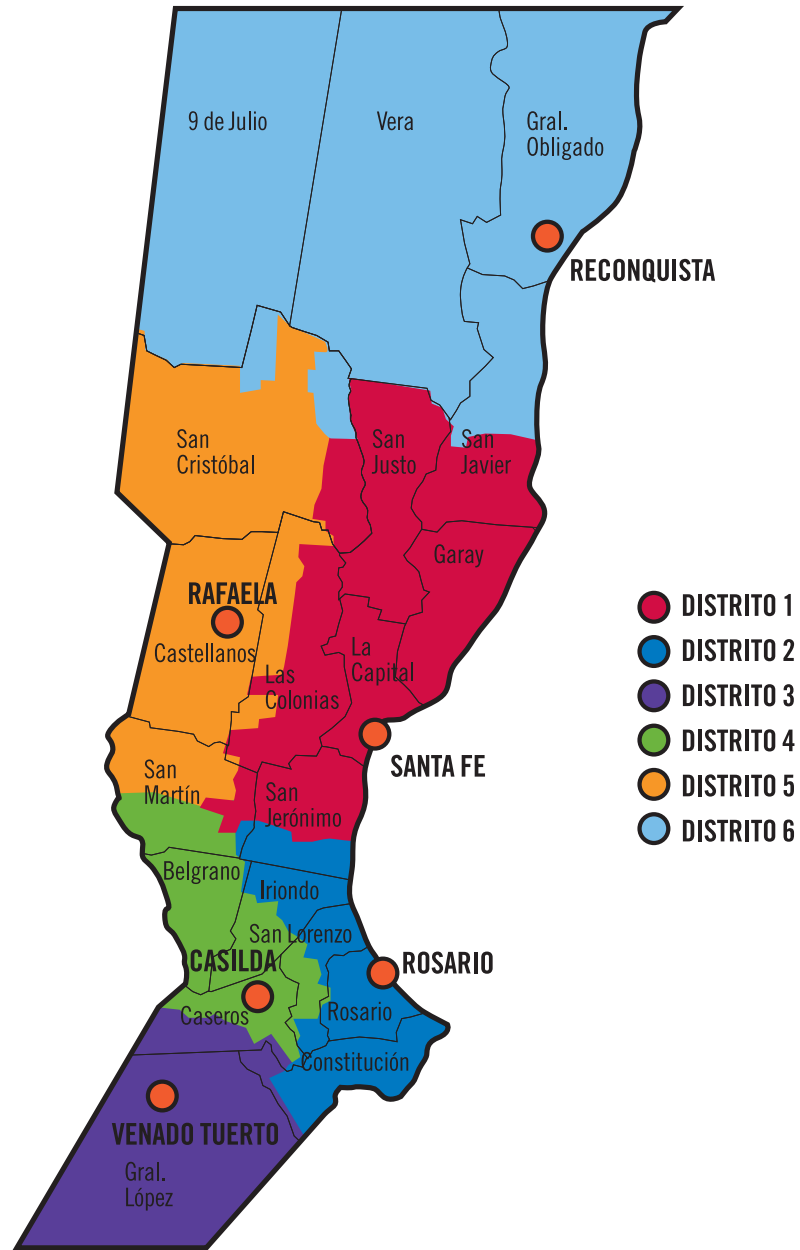 9 de Julio
Vera
Gral.
Obligado
RECONQUISTA
San
Cristóbal
San
Justo
San
Javier
Garay
RAFAELA
Castellanos
La
Capital
Las
Colonias
SANTA FE
San
Martín
San
Jerónimo
Belgrano
Iriondo
San Lorenzo
CASILDA
ROSARIO
Caseros
Rosario
Constitución
VENADO TUERTO
Gral.
López
DISTRITO 1
DISTRITO 2
DISTRITO 3
DISTRITO 4
DISTRITO 5
DISTRITO 6